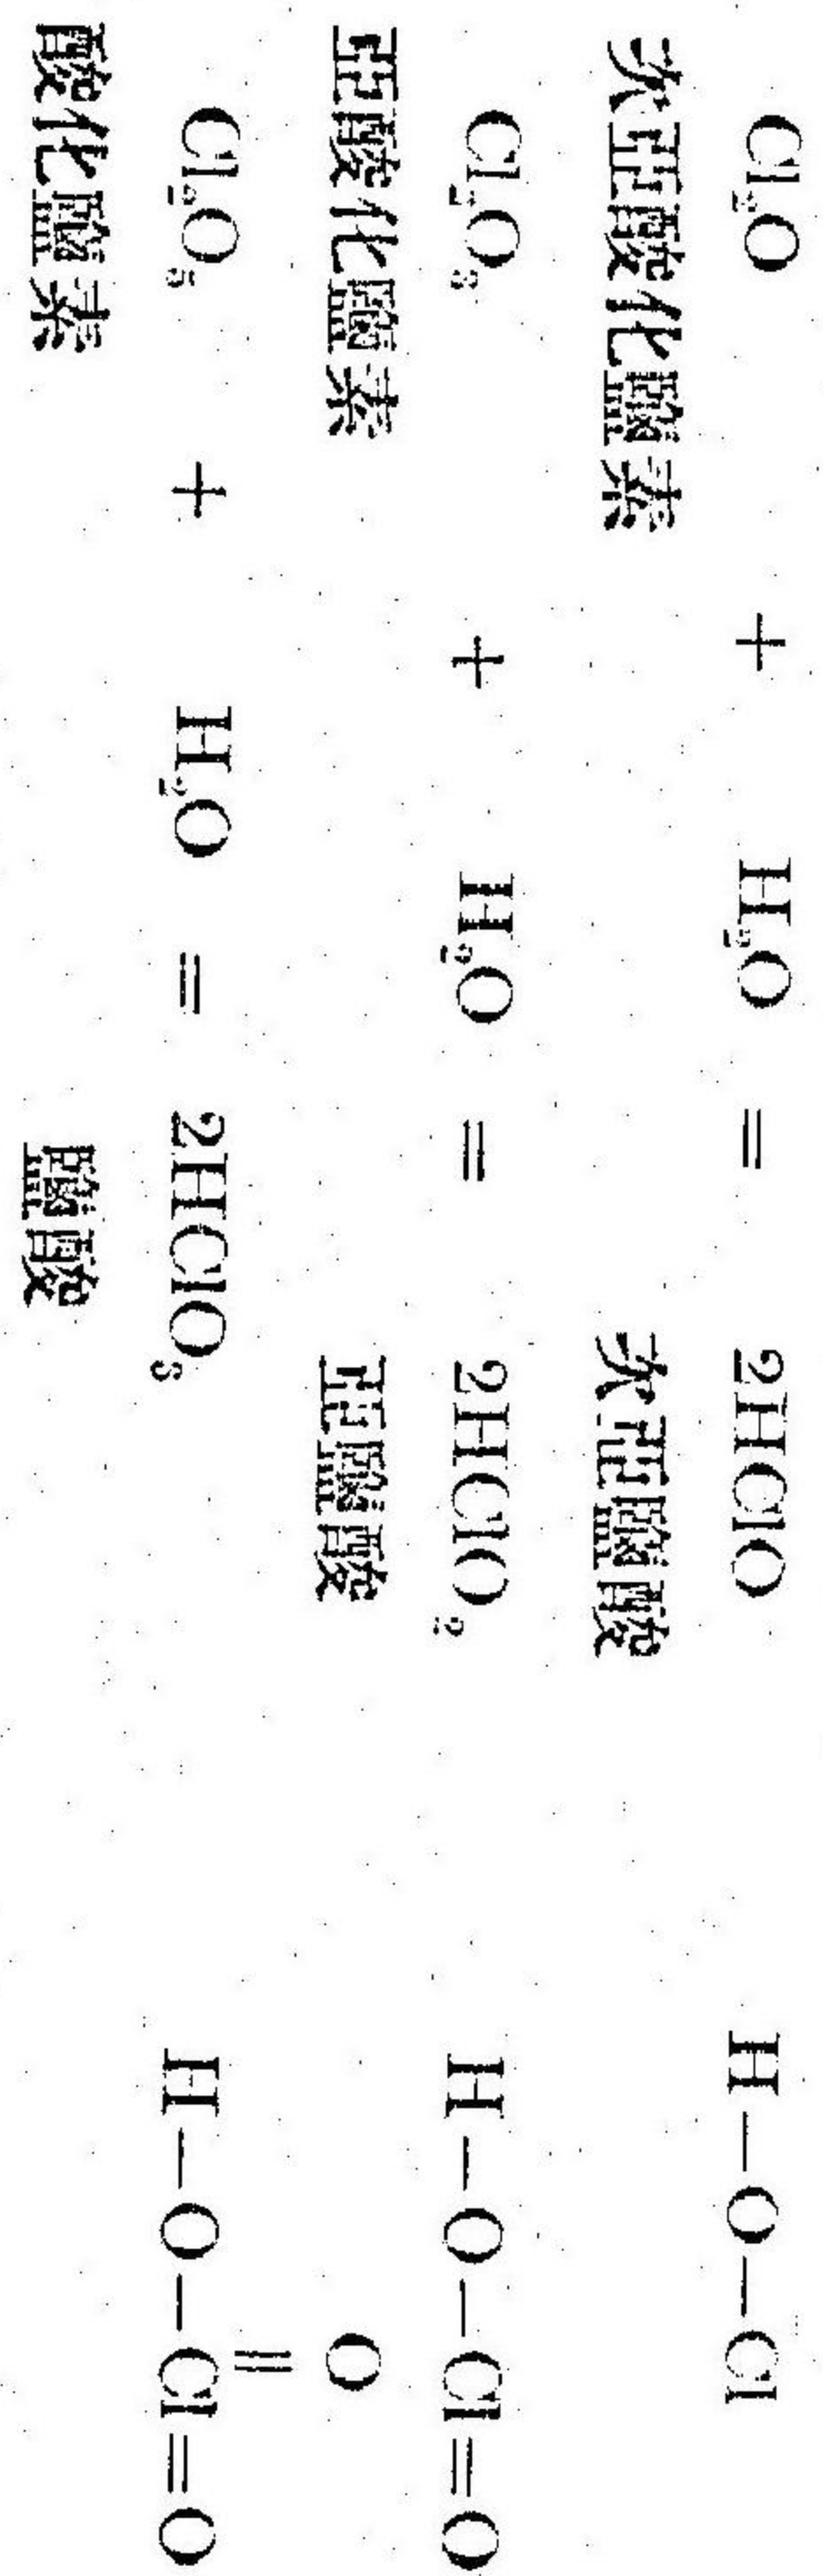 Cl₂O + H₂O = 2HClO H—O—Cl
次亞酸化鹽素 次亞鹽酸
Cl₂O₃ + H₂O = 2HClO₂ H—O—Cl=O
亞酸化鹽素 亞鹽酸
O
‖
Cl₂O₅ + H₂O = 2HClO₃ H—O—Cl=O
酸化鹽素 鹽酸